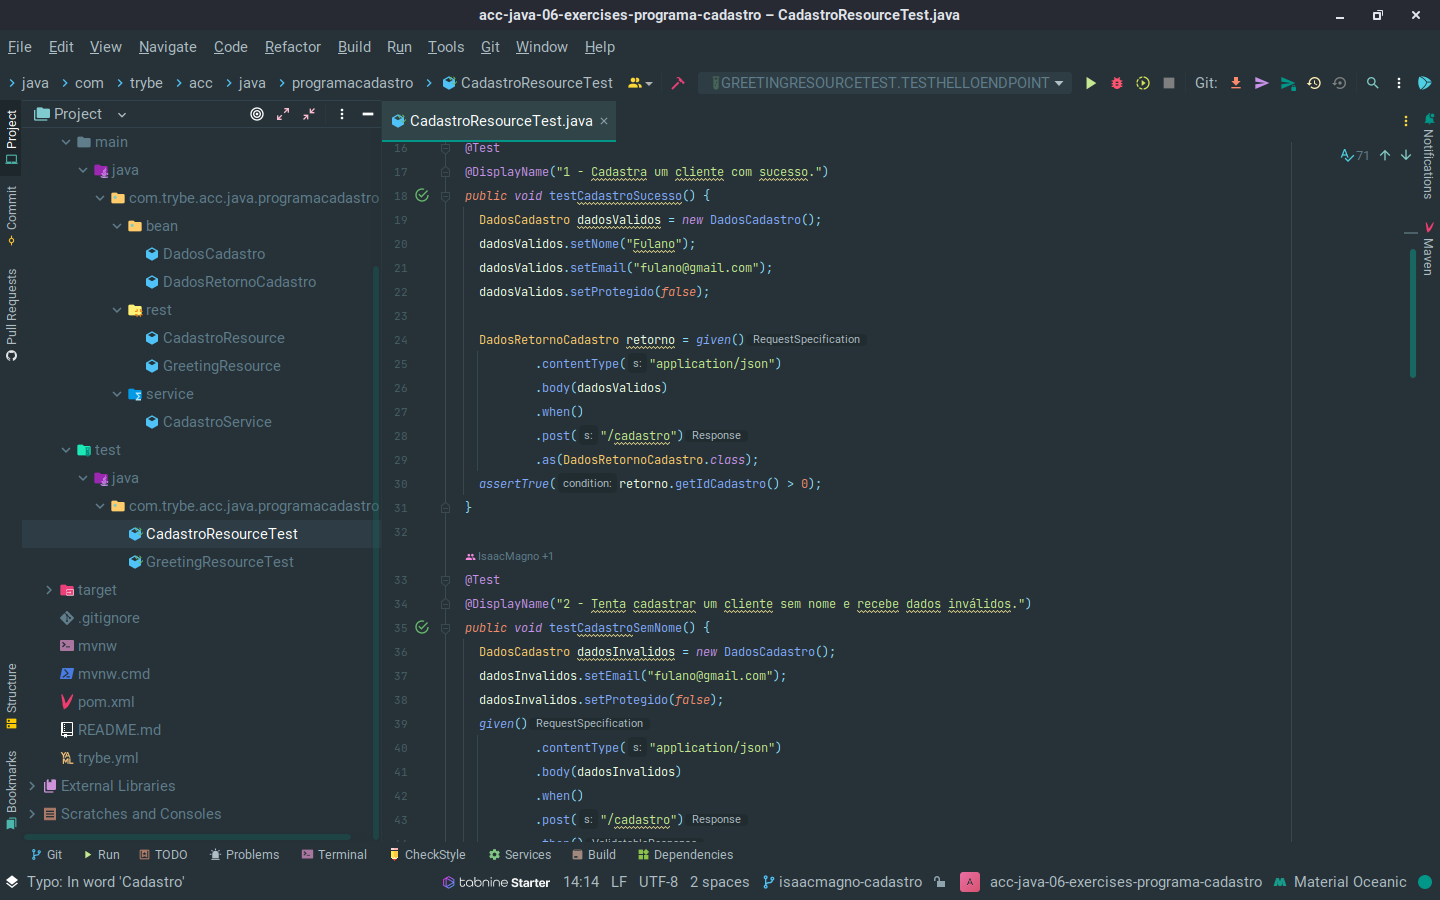 acc-java-06-exercises-programa-cadastro – CadastroResourceTest.java
File Edit View Navigate Code Refactor Build Run Tools Git Window Help
java com trybe acc java programacadastro CadastroResourceTest GREETINGRESOURCETEST.TESTHELLOENDPOINT Git:
Project
CadastroResourceTest.java
main
java
com.trybe.acc.java.programacadastro
bean
DadosCadastro
DadosRetornoCadastro
rest
CadastroResource
GreetingResource
service
CadastroService
test
java
com.trybe.acc.java.programacadastro
CadastroResourceTest
GreetingResourceTest
target
.gitignore
mvnw
mvnw.cmd
pom.xml
README.md
trybe.yml
External Libraries
Scratches and Consoles
Project
Commit
Pull Requests
Structure
Bookmarks
16 @Test
17 @DisplayName("1 - Cadastra um cliente com sucesso.")
18 public void testCadastroSucesso() {
19 DadosCadastro dadosValidos = new DadosCadastro();
20 dadosValidos.setNome("Fulano");
21 dadosValidos.setEmail("fulano@gmail.com");
22 dadosValidos.setProtegido(false);
23
24 DadosRetornoCadastro retorno = given() RequestSpecification
25 .contentType( s: "application/json")
26 .body(dadosValidos)
27 .when()
28 .post( s: "/cadastro") Response
29 .as(DadosRetornoCadastro.class);
30 assertTrue( condition: retorno.getIdCadastro() > 0);
31 }
32
IsaacMagno +1
33 @Test
34 @DisplayName("2 - Tenta cadastrar um cliente sem nome e recebe dados inválidos.")
35 public void testCadastroSemNome() {
36 DadosCadastro dadosInvalidos = new DadosCadastro();
37 dadosInvalidos.setEmail("fulano@gmail.com");
38 dadosInvalidos.setProtegido(false);
39 given() RequestSpecification
40 .contentType( s: "application/json")
41 .body(dadosInvalidos)
42 .when()
43 .post( s: "/cadastro") Response
71
Notifications
Maven
Git Run TODO Problems Terminal CheckStyle Services Build Dependencies
Typo: In word 'Cadastro' tabnine Starter 14:14 LF UTF-8 2 spaces isaacmagno-cadastro A acc-java-06-exercises-programa-cadastro Material Oceanic